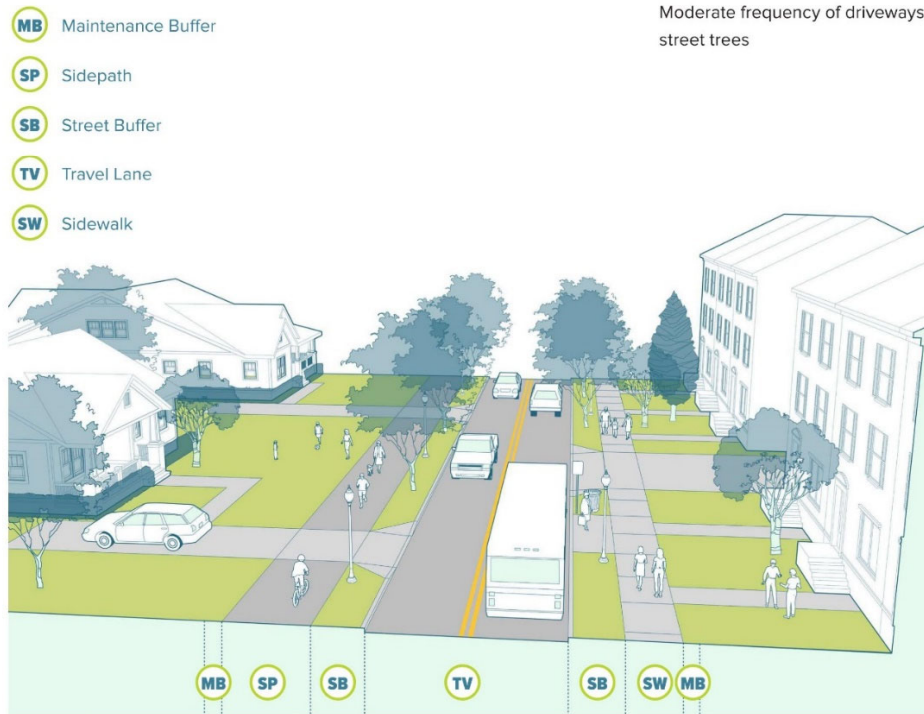 MB Maintenance Buffer
SP Sidepath
SB Street Buffer
TV Travel Lane
SW Sidewalk
Moderate frequency of driveways
street trees
MB SP SB TV SB SW MB